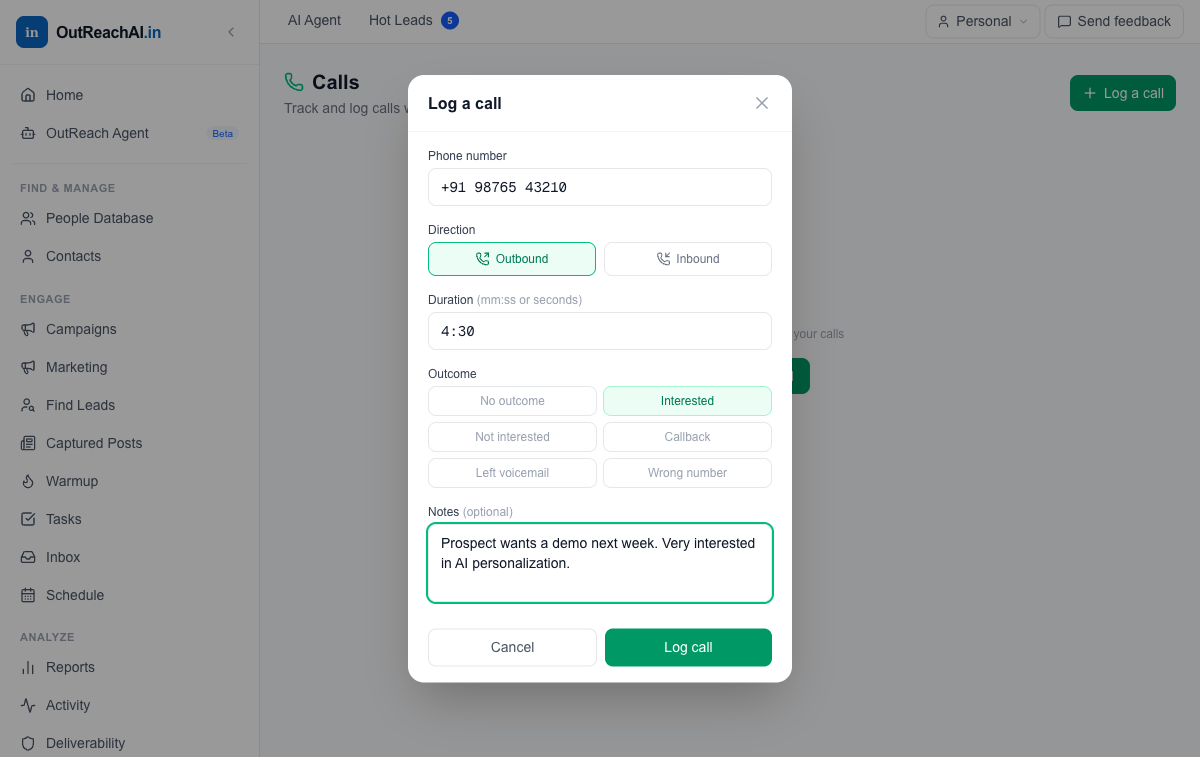 in OutReachAI.in
Home
OutReach Agent Beta
FIND & MANAGE
People Database
Contacts
ENGAGE
Campaigns
Marketing
Find Leads
Captured Posts
Warmup
Tasks
Inbox
Schedule
ANALYZE
Reports
Activity
Deliverability
AI Agent Hot Leads 5 Personal Send feedback
Calls
Track and log calls
Log a call
your calls
Log a call
Phone number
+91 98765 43210
Direction
Outbound Inbound
Duration (mm:ss or seconds)
4:30
Outcome
No outcome Interested
Not interested Callback
Left voicemail Wrong number
Notes (optional)
Prospect wants a demo next week. Very interested
in AI personalization.
Cancel Log call